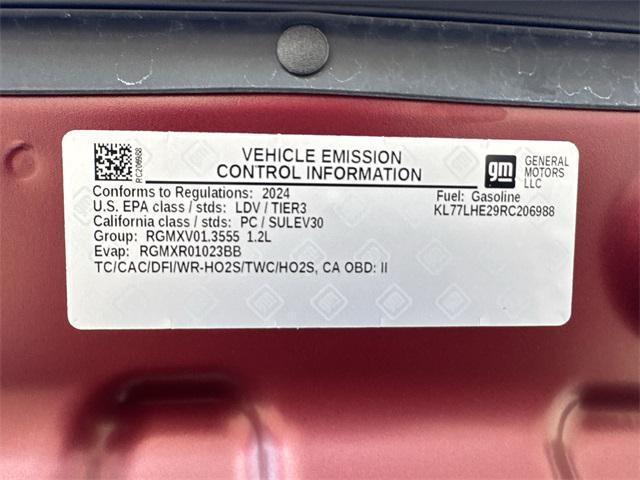 RC206988
VEHICLE EMISSION
CONTROL INFORMATION
gm
GENERAL
MOTORS
LLC
Conforms to Regulations: 2024
U.S. EPA class / stds: LDV / TIER3
California class / stds: PC / SULEV30
Group: RGMXV01.3555 1.2L
Evap: RGMXR01023BB
TC/CAC/DFI/WR-HO2S/TWC/HO2S, CA OBD: II
Fuel: Gasoline
KL77LHE29RC206988